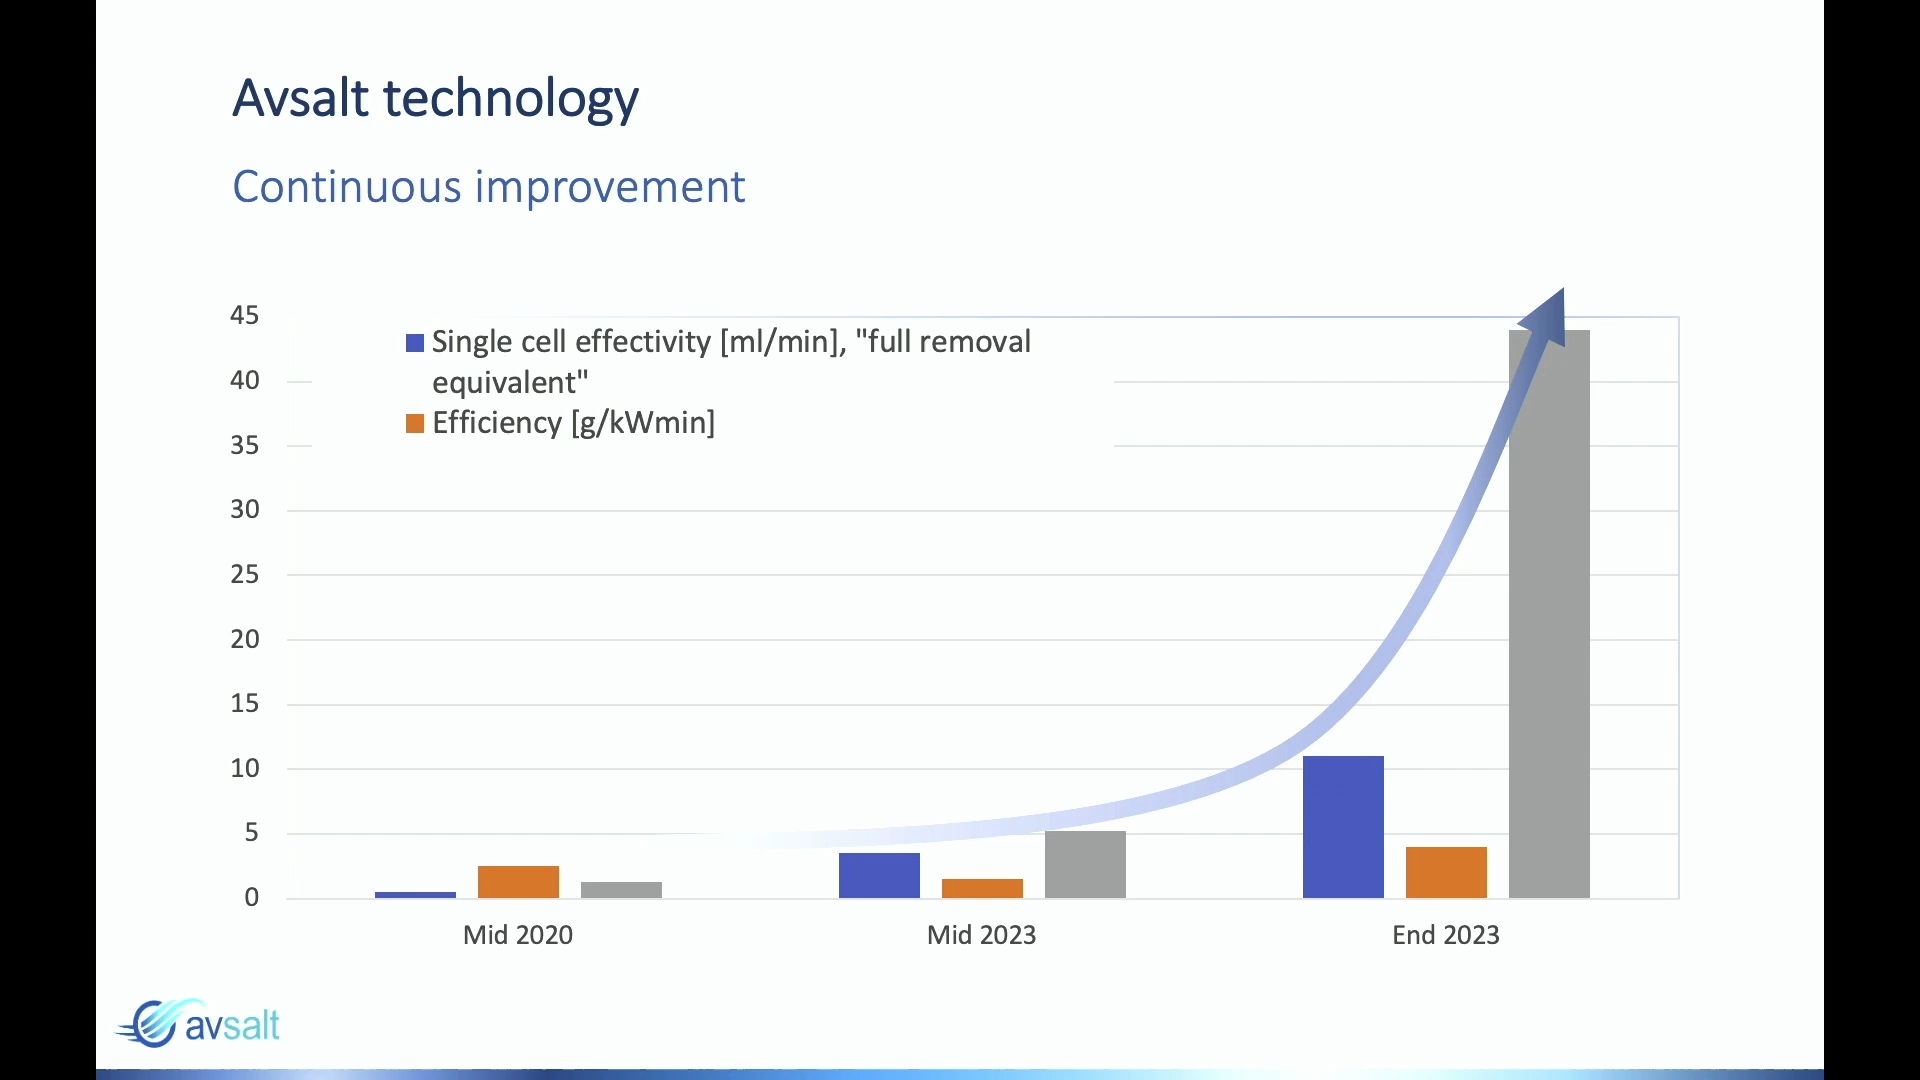 Avsalt technology
Continuous improvement
45
40
35
30
25
20
15
10
5
0
Single cell effectivity [ml/min], "full removal
equivalent"
Efficiency [g/kWmin]
Mid 2020
Mid 2023
End 2023
avsalt